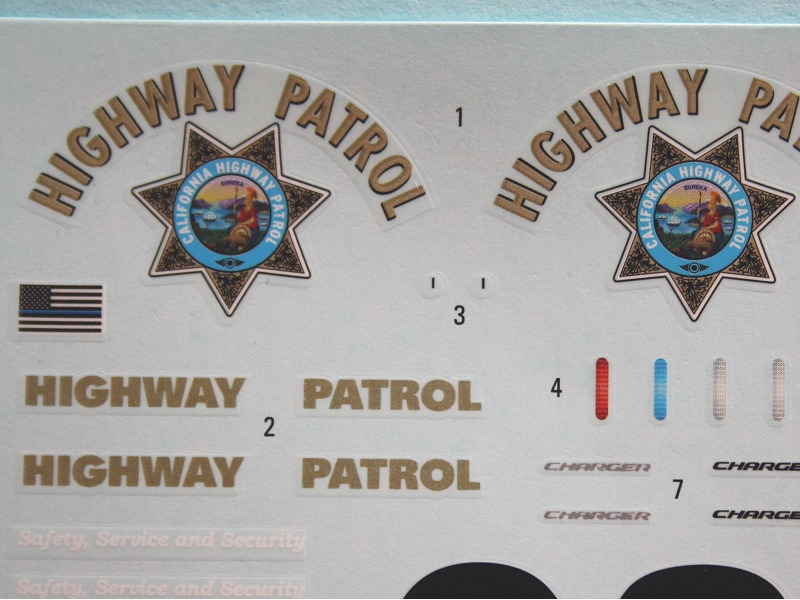 HIGHWAY PATROL
CALIFORNIA HIGHWAY PATROL
EUREKA
1
HIGHWAY PA
CALIFORNIA HIGHWAY PATROL
EUREKA
3
HIGHWAY PATROL
4
2
HIGHWAY PATROL
CHARGER
CHARGE
7
CHARGER
CHARGE
Safety, Service and Security
Safety, Service and Security